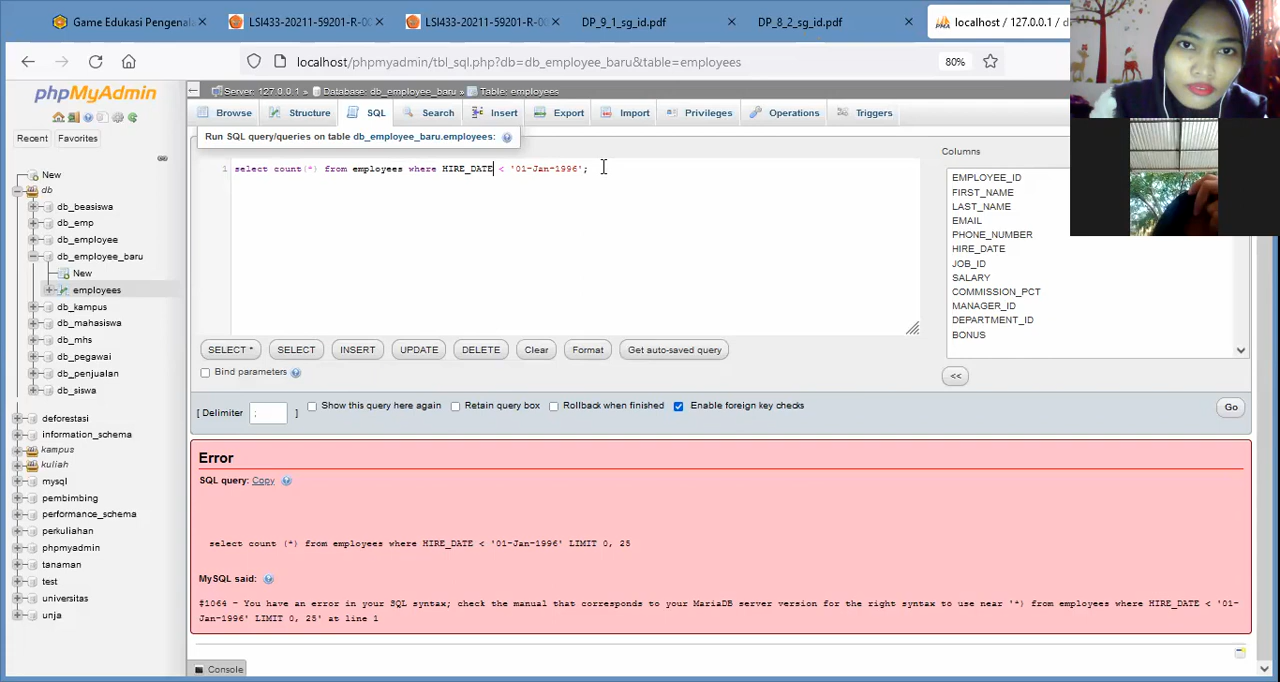 Game Edukasi Pengenala
LSI433-20211-59201-R-00
LSI433-20211-59201-R-00
DP_9_1_sg_id.pdf
DP_8_2_sg_id.pdf
localhost / 127.0.0.1 / d
localhost/phpmyadmin/tbl_sql.php?db=db_employee_baru&table=employees
80%
phpMyAdmin
Recent
Favorites
New
db
db_beasiswa
db_emp
db_employee
db_employee_baru
New
employees
db_kampus
db_mahasiswa
db_mhs
db_pegawai
db_penjualan
db_siswa
deforestasi
information_schema
kampus
kuliah
mysql
pembimbing
performance_schema
perkuliahan
phpmyadmin
tanaman
test
universitas
unja
Server: 127.0.0.1 » Database: db_employee_baru » Table: employees
Browse
Structure
SQL
Search
Insert
Export
Import
Privileges
Operations
Triggers
Run SQL query/queries on table db_employee_baru.employees:
1 select count(*) from employees where HIRE_DATE < '01-Jan-1996';
Columns
EMPLOYEE_ID
FIRST_NAME
LAST_NAME
EMAIL
PHONE_NUMBER
HIRE_DATE
JOB_ID
SALARY
COMMISSION_PCT
MANAGER_ID
DEPARTMENT_ID
BONUS
<<
SELECT *
SELECT
INSERT
UPDATE
DELETE
Clear
Format
Get auto-saved query
Bind parameters
[ Delimiter ; ]
Show this query here again
Retain query box
Rollback when finished
Enable foreign key checks
Go
Error
SQL query: Copy
select count (*) from employees where HIRE_DATE < '01-Jan-1996' LIMIT 0, 25
MySQL said:
#1064 - You have an error in your SQL syntax; check the manual that corresponds to your MariaDB server version for the right syntax to use near '*) from employees where HIRE_DATE < '01-
Jan-1996' LIMIT 0, 25' at line 1
Console